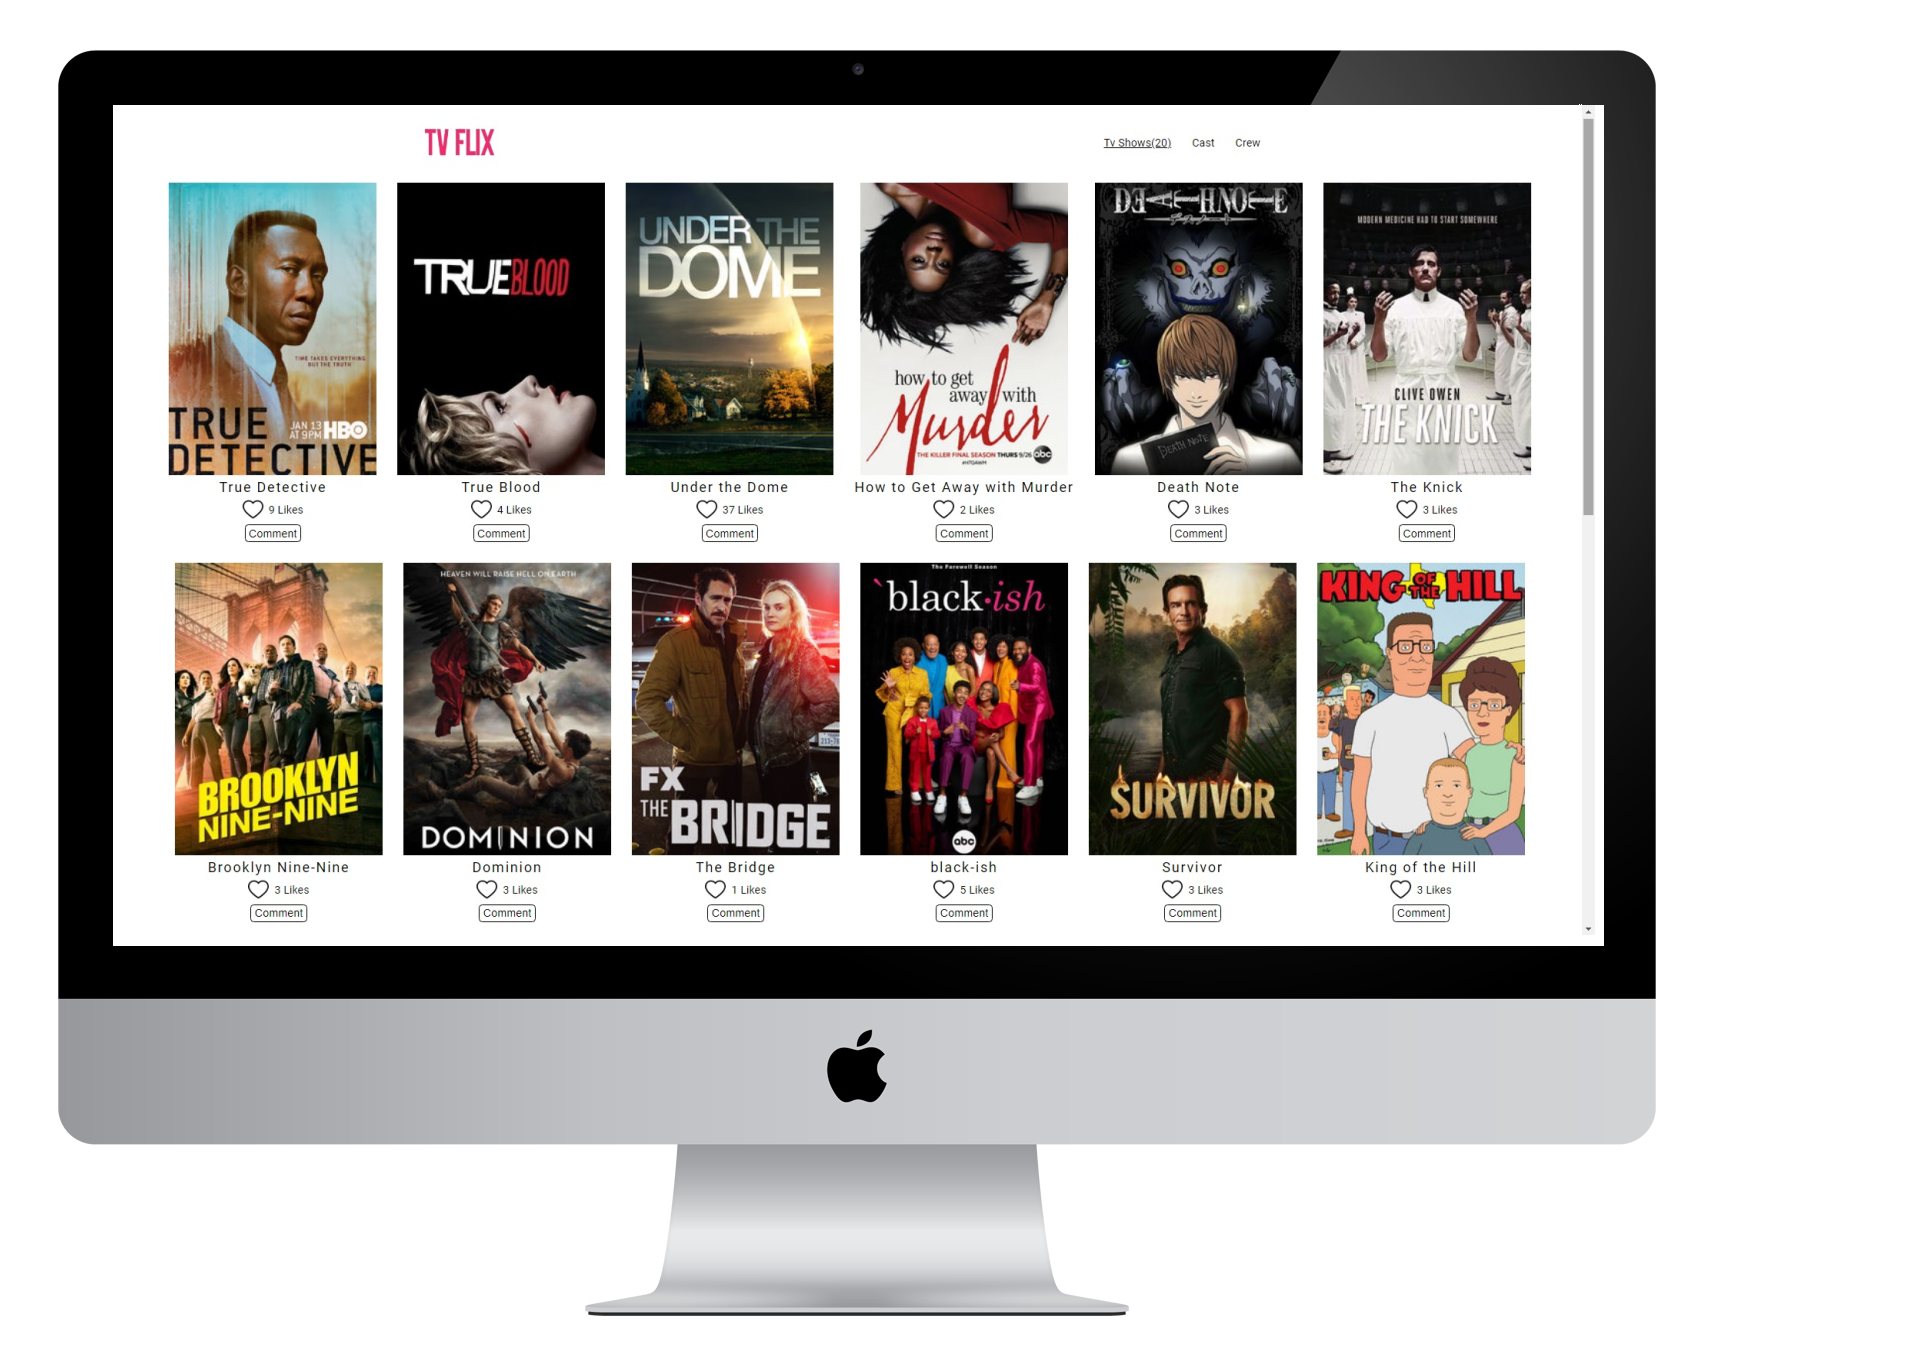 TV FLIX
Tv Shows(20) Cast Crew
TIME TAKES EVERYTHING
BUT THE TRUTH
TRUE
JAN 13
AT 9PM HBO
DETECTIVE
TRUE BLOOD
UNDER THE
DOME
how to get
away with
Murder
THE KILLER FINAL SEASON THURS 9/26 abc
#HTGAWM
DEATH NOTE
DEATH NOTE
MODERN MEDICINE HAD TO START SOMEWHERE
CLIVE OWEN
THE KNICK
True Detective
9 Likes
Comment
True Blood
4 Likes
Comment
Under the Dome
37 Likes
Comment
How to Get Away with Murder
2 Likes
Comment
Death Note
3 Likes
Comment
The Knick
3 Likes
Comment
BROOKLYN
NINE-NINE
HEAVEN WILL RAISE HELL ON EARTH
DOMINION
FX
THE BRIDGE
The Farewell Season
`black·ish
abc
SURVIVOR
KING OF THE HILL
Brooklyn Nine-Nine
3 Likes
Comment
Dominion
3 Likes
Comment
The Bridge
1 Likes
Comment
black-ish
5 Likes
Comment
Survivor
3 Likes
Comment
King of the Hill
3 Likes
Comment